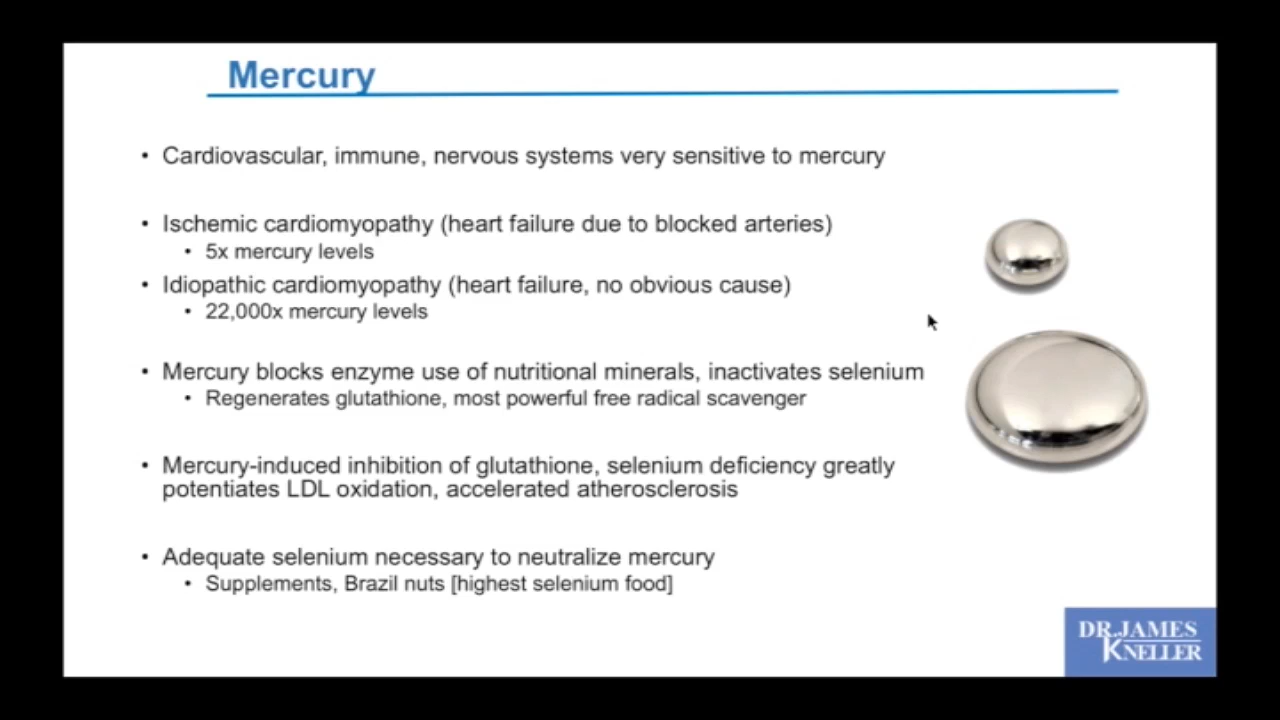 Mercury
• Cardiovascular, immune, nervous systems very sensitive to mercury
• Ischemic cardiomyopathy (heart failure due to blocked arteries)
• 5x mercury levels
• Idiopathic cardiomyopathy (heart failure, no obvious cause)
• 22,000x mercury levels
• Mercury blocks enzyme use of nutritional minerals, inactivates selenium
• Regenerates glutathione, most powerful free radical scavenger
• Mercury-induced inhibition of glutathione, selenium deficiency greatly
potentiates LDL oxidation, accelerated atherosclerosis
• Adequate selenium necessary to neutralize mercury
• Supplements, Brazil nuts [highest selenium food]
DR.JAMES
KNELLER